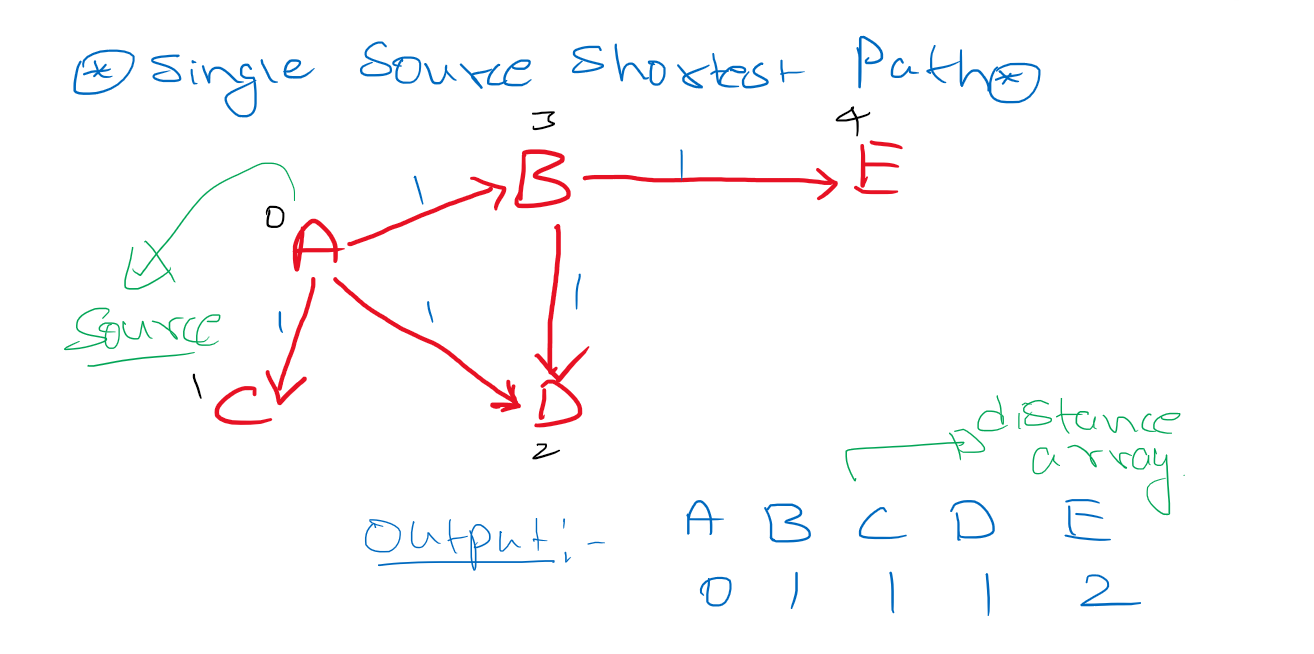 * Single Source Shortest Path *
3
4
B
E
1
1
0
A
Source
1
1
1
1
C
D
2
distance
array
Output:-
A B C D E
0 1 1 1 2